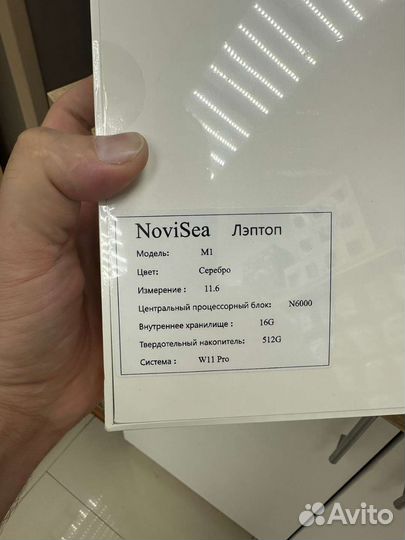 NoviSea Лэптоп
Модель: M1
Цвет: Серебро
Измерение : 11.6
Центральный процессорный блок: N6000
Внутреннее хранилище : 16G
Твердотельный накопитель: 512G
Система : W11 Pro
Avito